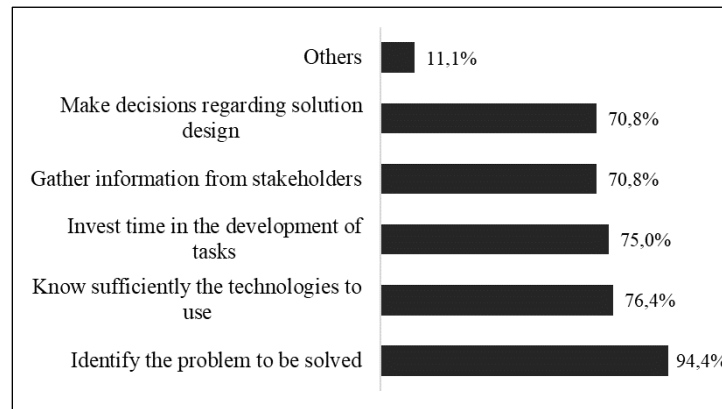 Others
11,1%
Make decisions regarding solution
design
70,8%
Gather information from stakeholders
70,8%
Invest time in the development of
tasks
75,0%
Know sufficiently the technologies to
use
76,4%
Identify the problem to be solved
94,4%